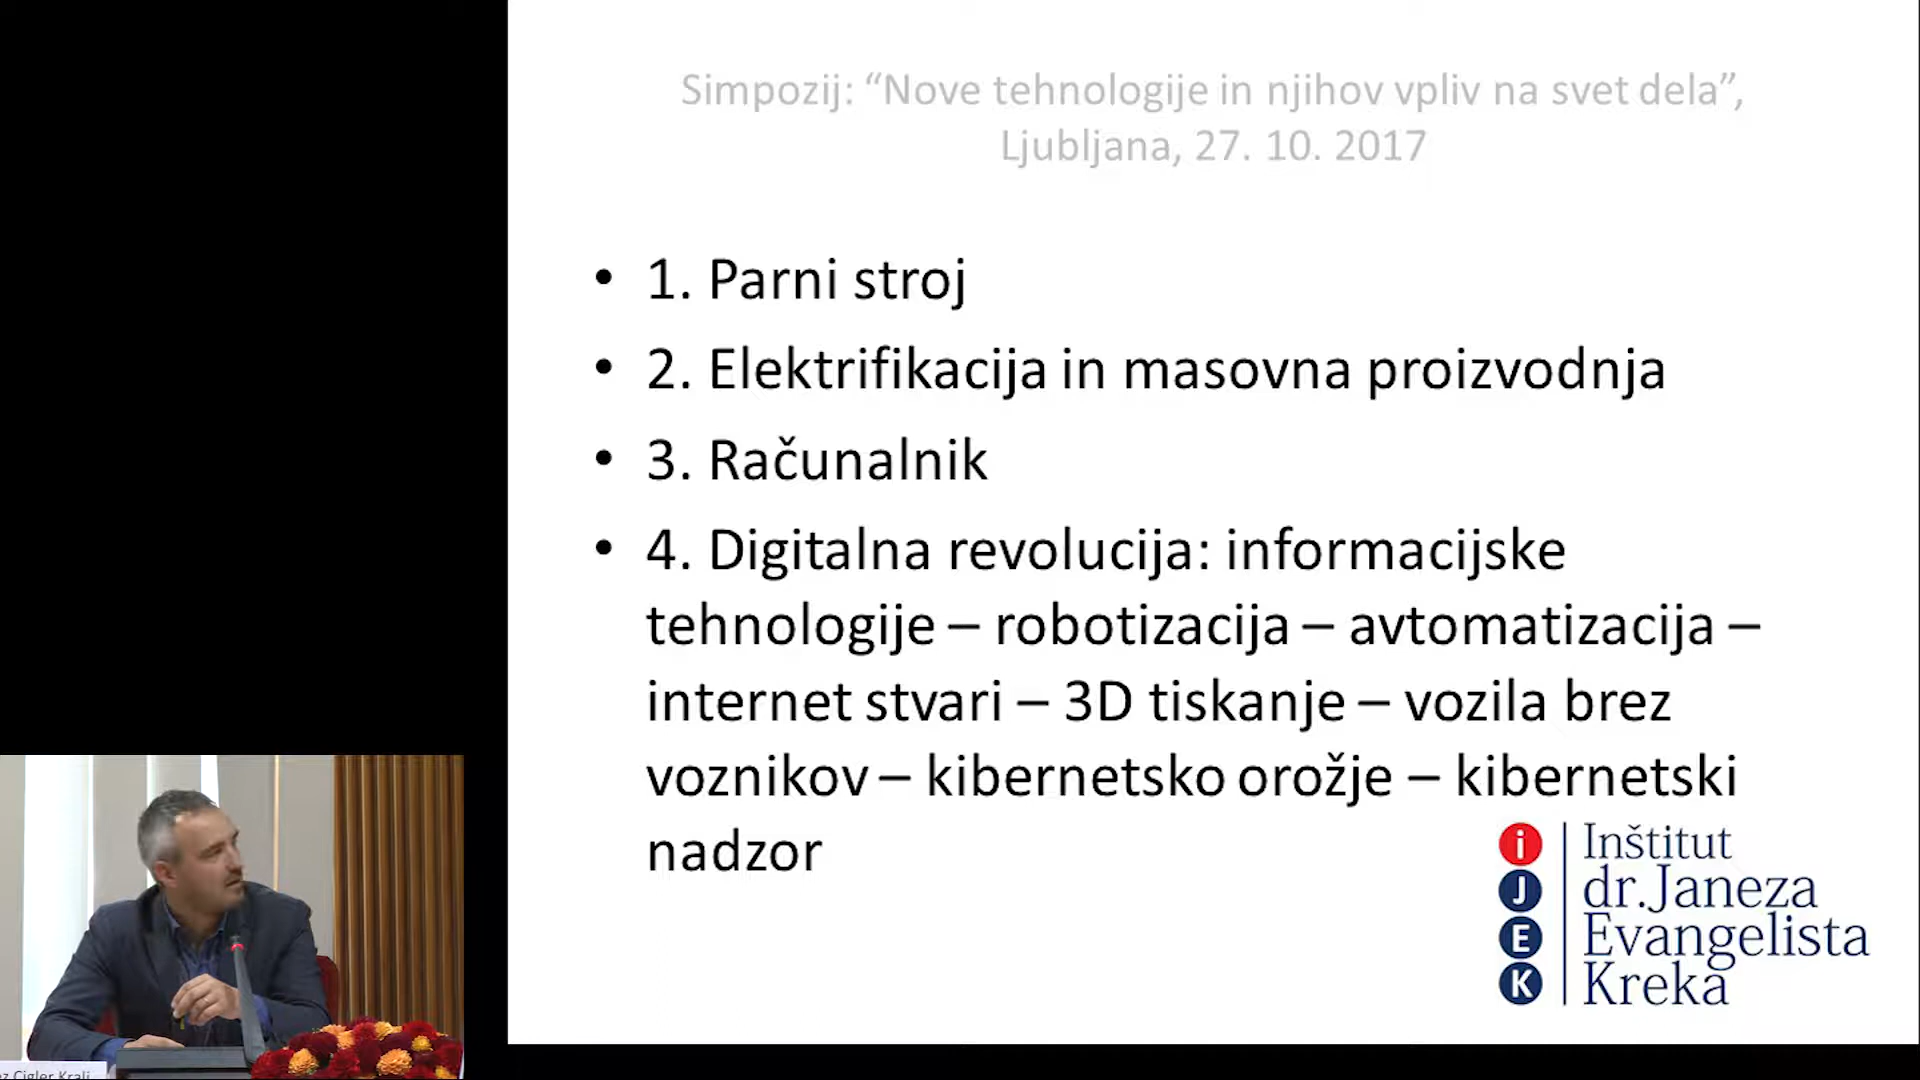 Simpozij: “Nove tehnologije in njihov vpliv na svet dela”,
Ljubljana, 27. 10. 2017
• 1. Parni stroj
• 2. Elektrifikacija in masovna proizvodnja
• 3. Računalnik
• 4. Digitalna revolucija: informacijske
tehnologije – robotizacija – avtomatizacija –
internet stvari – 3D tiskanje – vozila brez
voznikov – kibernetsko orožje – kibernetski
nadzor
i Inštitut
J dr.Janeza
E Evangelista
K Kreka
Cigler Kralj